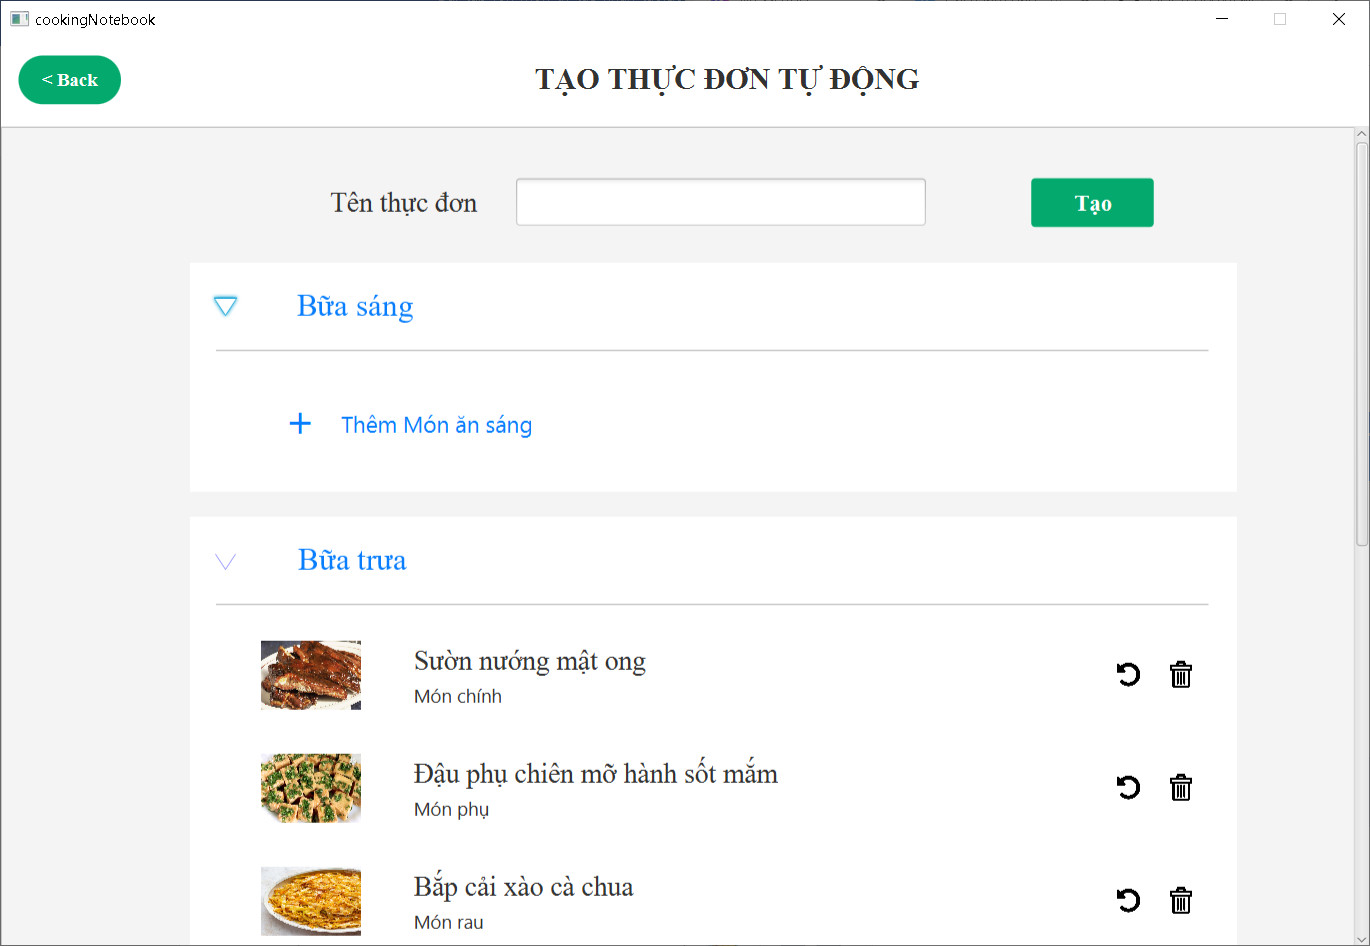 cookingNotebook
< Back
TẠO THỰC ĐƠN TỰ ĐỘNG
Tên thực đơn
Tạo
Bữa sáng
Thêm Món ăn sáng
Bữa trưa
Sườn nướng mật ong
Món chính
Đậu phụ chiên mỡ hành sốt mắm
Món phụ
Bắp cải xào cà chua
Món rau